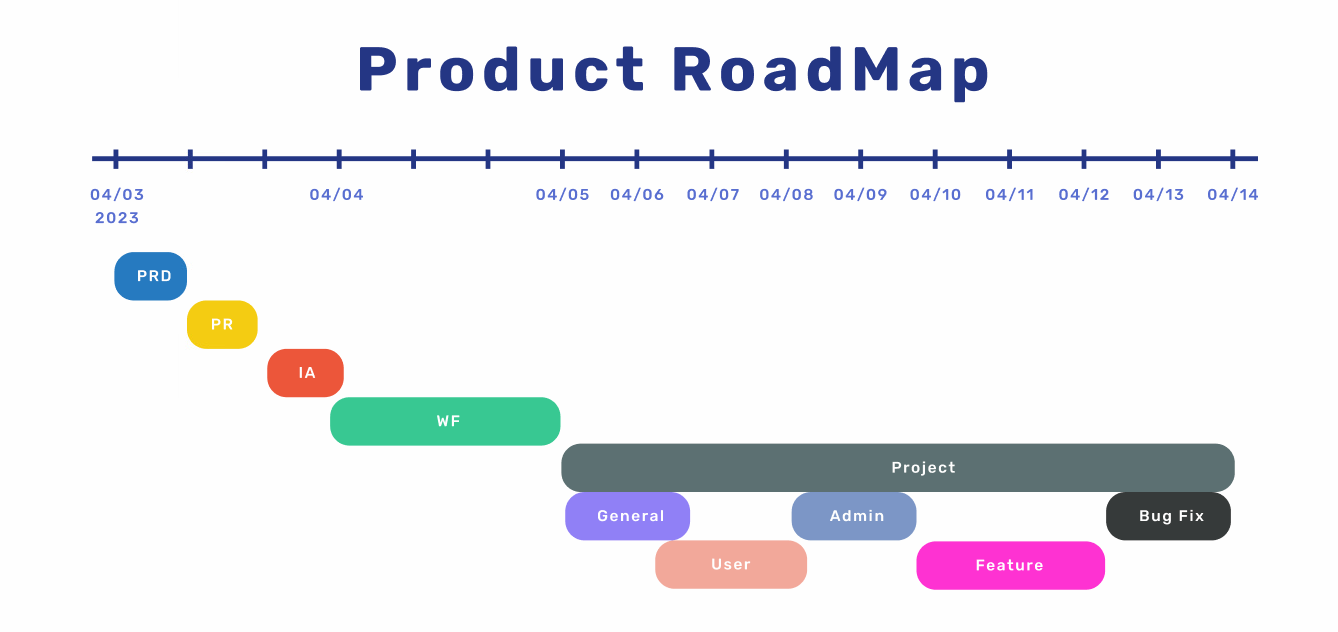 Product RoadMap
04/03 04/04 04/05 04/06 04/07 04/08 04/09 04/10 04/11 04/12 04/13 04/14
2023
PRD
PR
IA
WF
Project
General Admin Bug Fix
User Feature